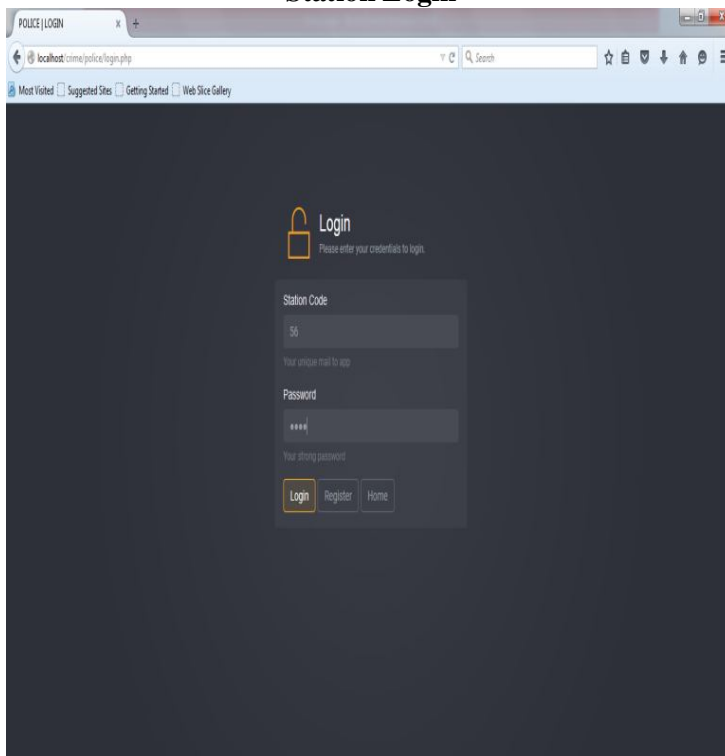 Station Login
POLICE | LOGIN x +
localhost/crime/police/login.php Search
Most Visited Suggested Sites Getting Started Web Slice Gallery
Login
Please enter your credentials to login.
Station Code
56
Your unique mail to app
Password
••••
Your strong password
Login Register Home